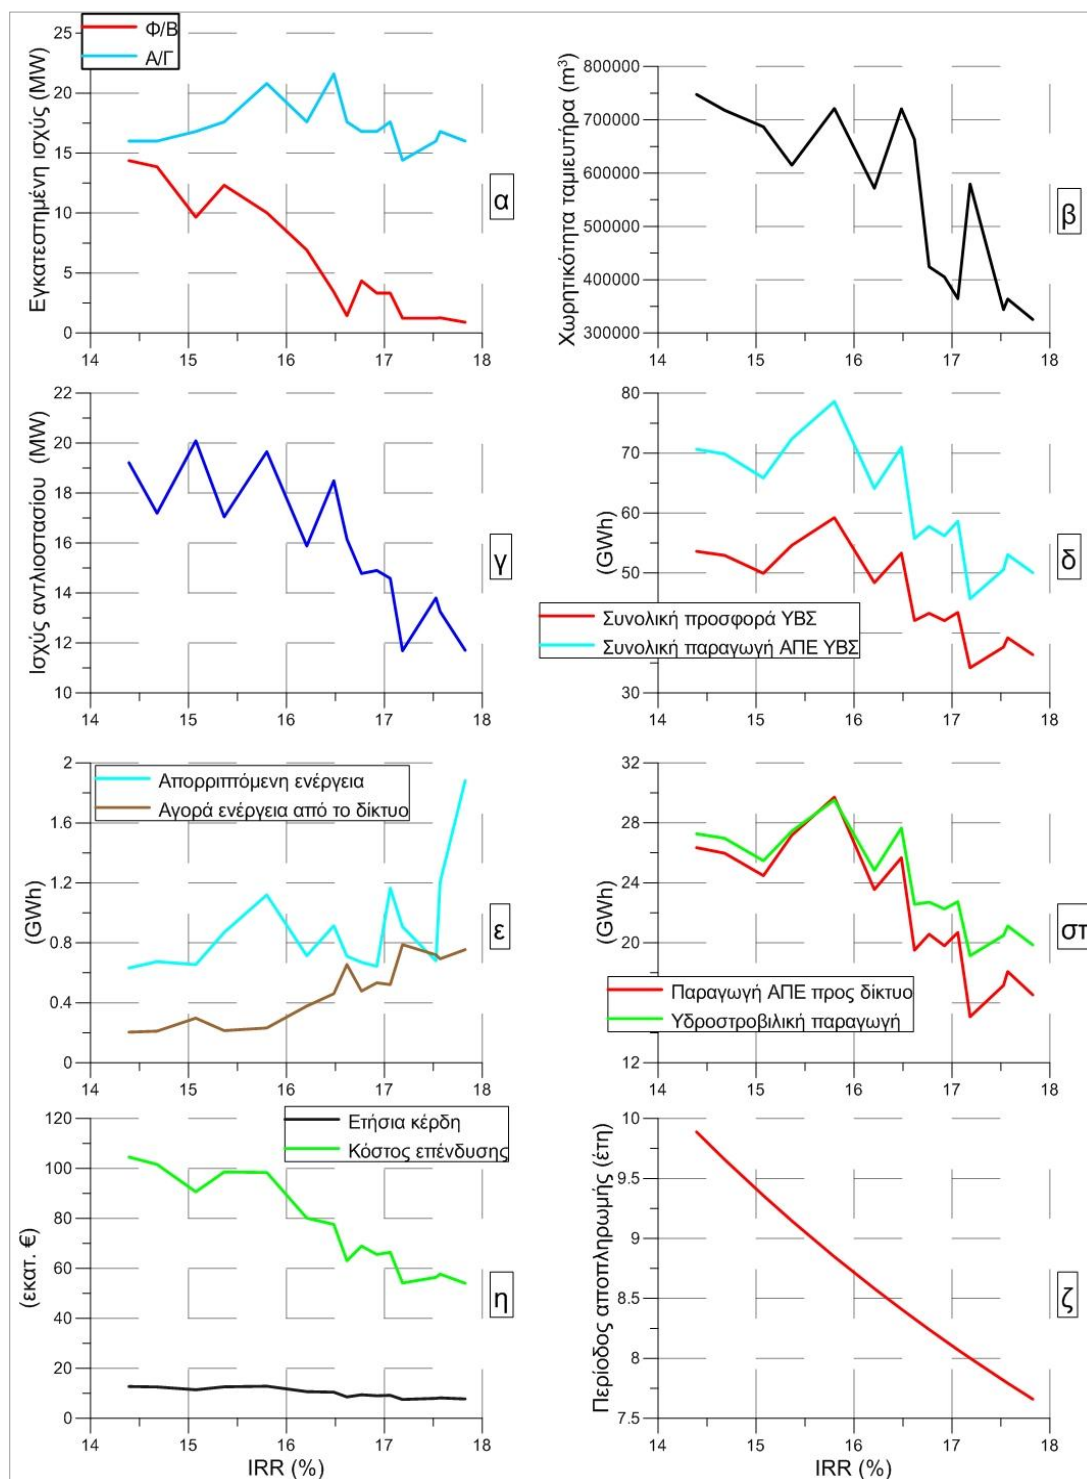 Φ/Β
Α/Γ
Εγκατεστημένη ισχύς (MW)
25
20
15
10
5
0
14 15 16 17 18
α
Χωρητικότητα ταμιευτήρα (m³)
800000
700000
600000
500000
400000
300000
14 15 16 17 18
β
Ισχύς αντλιοστασίου (MW)
22
20
18
16
14
12
10
14 15 16 17 18
γ
(GWh)
80
70
60
50
30
Συνολική προσφορά ΥΒΣ
Συνολική παραγωγή ΑΠΕ ΥΒΣ
14 15 16 17 18
δ
(GWh)
2
1.6
1.2
0.8
0.4
0
Απορριπτόμενη ενέργεια
Αγορά ενέργεια από το δίκτυο
14 15 16 17 18
ε
(GWh)
32
28
24
20
12
Παραγωγή ΑΠΕ προς δίκτυο
Υδροστροβιλική παραγωγή
14 15 16 17 18
στ
(εκατ. €)
120
100
80
60
40
20
0
Ετήσια κέρδη
Κόστος επένδυσης
14 15 16 17 18
IRR (%)
η
Περίοδος αποπληρωμής (έτη)
10
9.5
9
8.5
8
7.5
14 15 16 17 18
IRR (%)
ζ